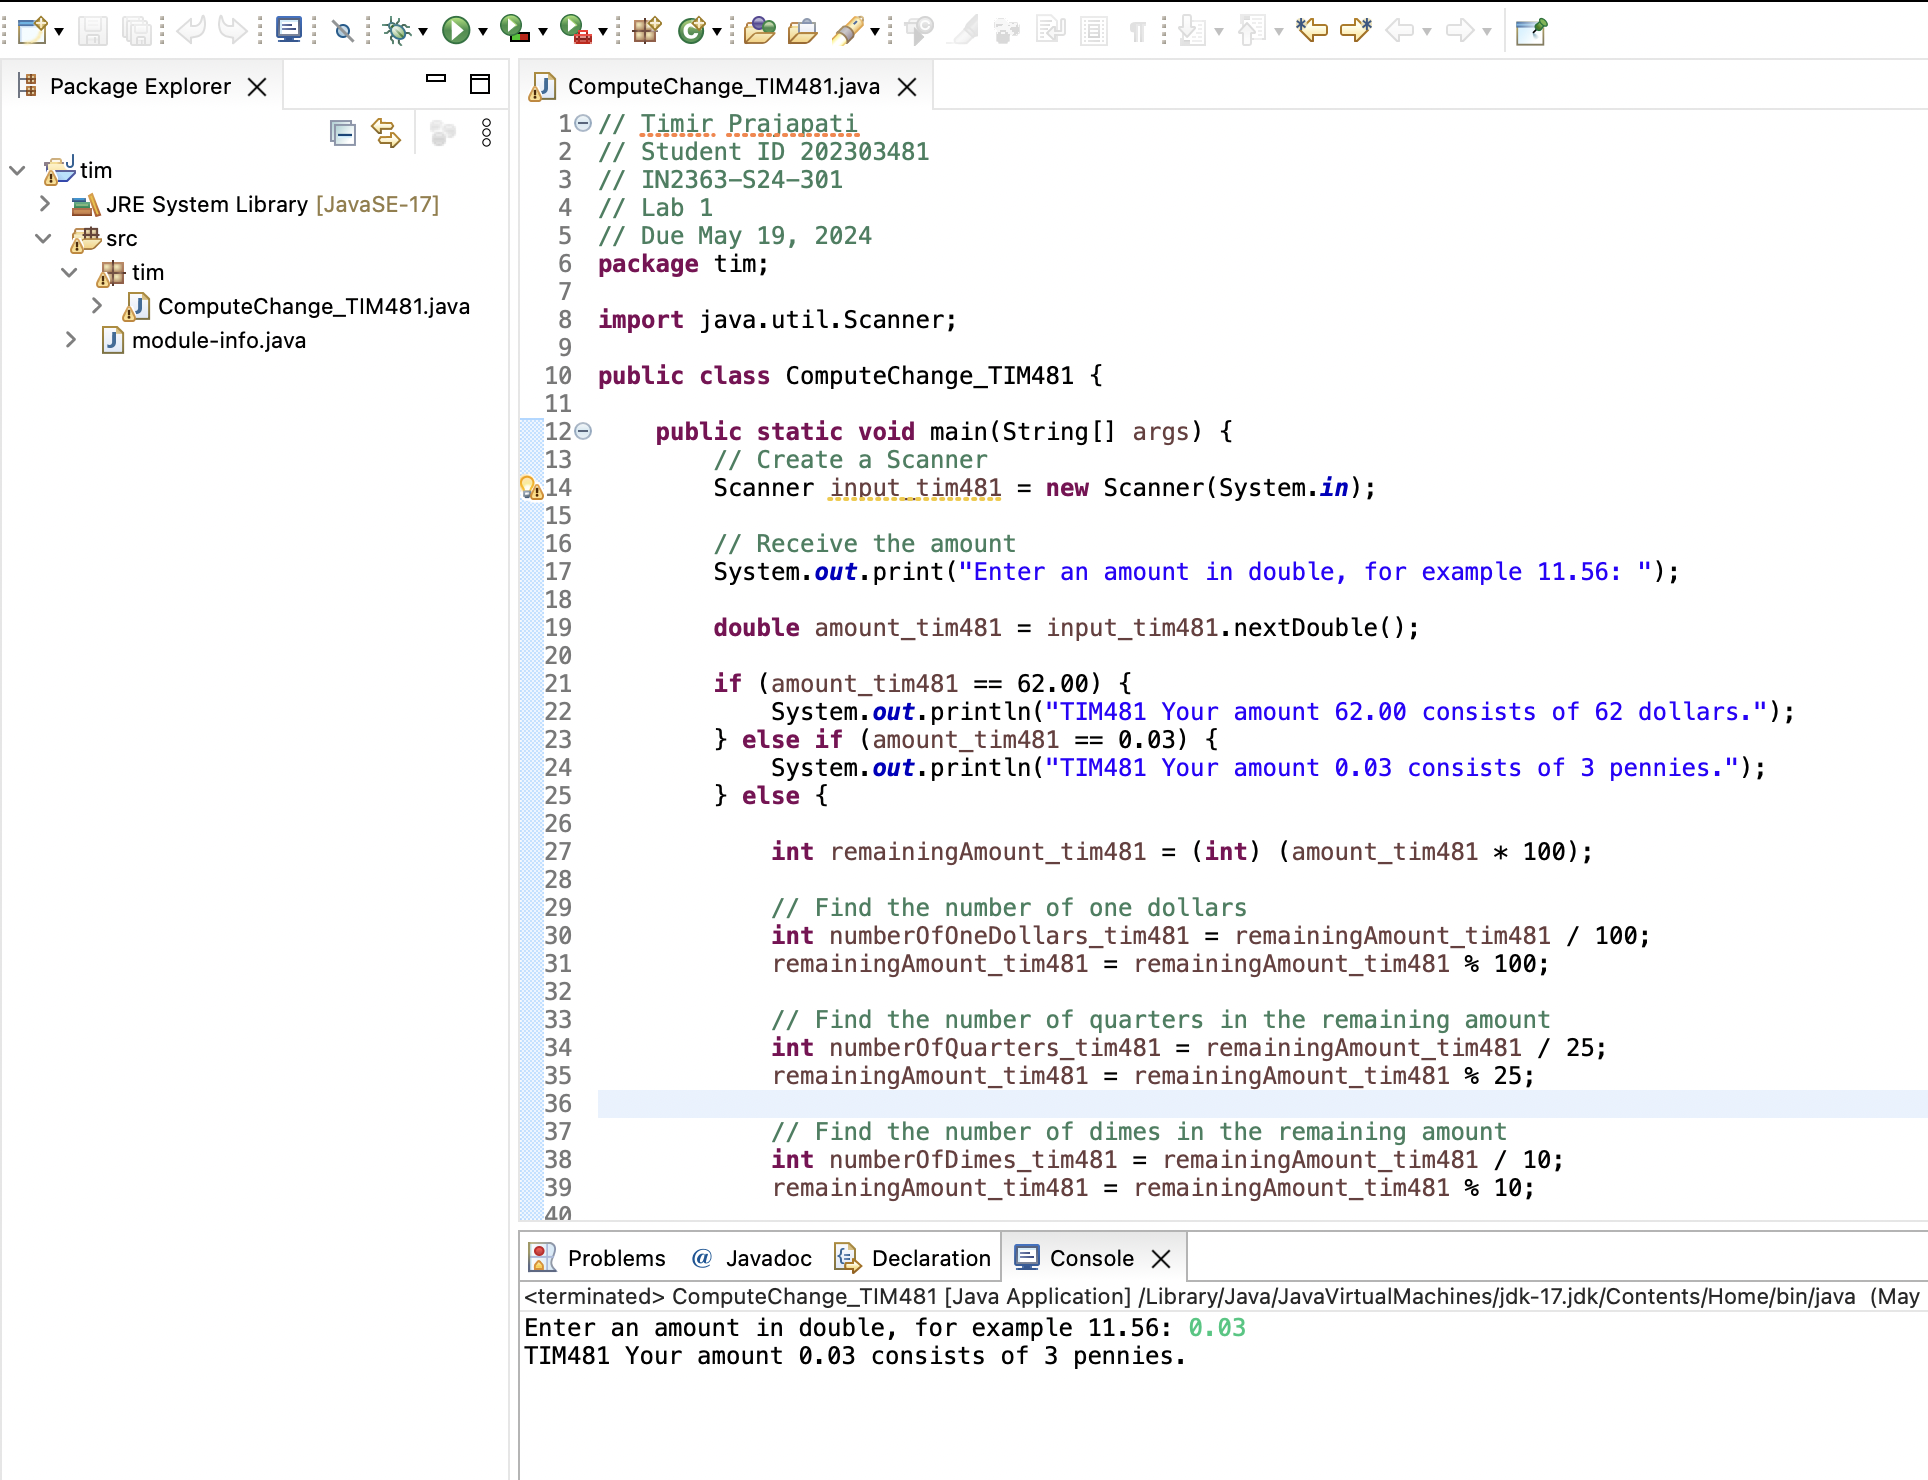 Package Explorer
tim
JRE System Library [JavaSE-17]
src
tim
ComputeChange_TIM481.java
module-info.java
ComputeChange_TIM481.java
1 // Timir Prajapati
2 // Student ID 202303481
3 // IN2363-S24-301
4 // Lab 1
5 // Due May 19, 2024
6 package tim;
7
8 import java.util.Scanner;
9
10 public class ComputeChange_TIM481 {
11
12     public static void main(String[] args) {
13         // Create a Scanner
14         Scanner input_tim481 = new Scanner(System.in);
15
16         // Receive the amount
17         System.out.print("Enter an amount in double, for example 11.56: ");
18
19         double amount_tim481 = input_tim481.nextDouble();
20
21         if (amount_tim481 == 62.00) {
22             System.out.println("TIM481 Your amount 62.00 consists of 62 dollars.");
23         } else if (amount_tim481 == 0.03) {
24             System.out.println("TIM481 Your amount 0.03 consists of 3 pennies.");
25         } else {
26
27             int remainingAmount_tim481 = (int) (amount_tim481 * 100);
28
29             // Find the number of one dollars
30             int numberOfOneDollars_tim481 = remainingAmount_tim481 / 100;
31             remainingAmount_tim481 = remainingAmount_tim481 % 100;
32
33             // Find the number of quarters in the remaining amount
34             int numberOfQuarters_tim481 = remainingAmount_tim481 / 25;
35             remainingAmount_tim481 = remainingAmount_tim481 % 25;
36
37             // Find the number of dimes in the remaining amount
38             int numberOfDimes_tim481 = remainingAmount_tim481 / 10;
39             remainingAmount_tim481 = remainingAmount_tim481 % 10;
40
Problems @ Javadoc Declaration Console
<terminated> ComputeChange_TIM481 [Java Application] /Library/Java/JavaVirtualMachines/jdk-17.jdk/Contents/Home/bin/java (May
Enter an amount in double, for example 11.56: 0.03
TIM481 Your amount 0.03 consists of 3 pennies.